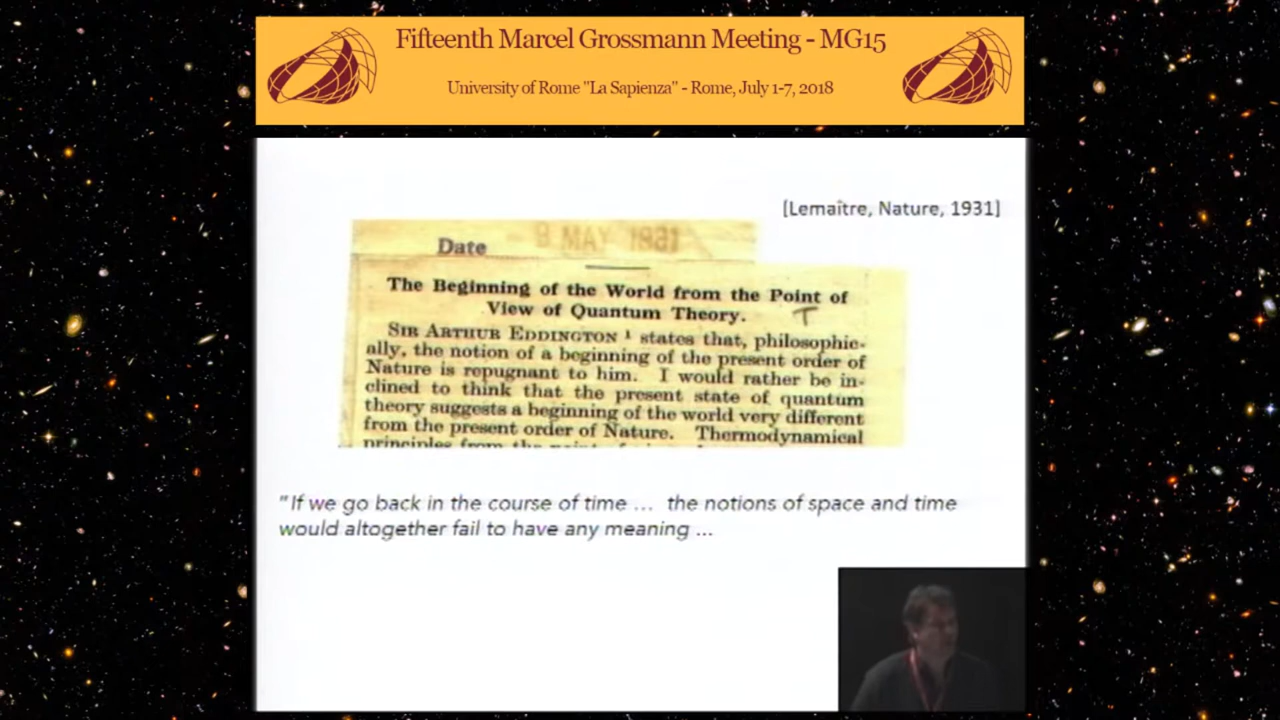 Fifteenth Marcel Grossmann Meeting - MG15
University of Rome "La Sapienza" - Rome, July 1-7, 2018
[Lemaître, Nature, 1931]
Date 9 MAY 1931
The Beginning of the World from the Point of
View of Quantum Theory.
SIR ARTHUR EDDINGTON 1 states that, philosophic-
ally, the notion of a beginning of the present order of
Nature is repugnant to him. I would rather be in-
clined to think that the present state of quantum
theory suggests a beginning of the world very different
from the present order of Nature. Thermodynamical
principles from the point of
"If we go back in the course of time ... the notions of space and time
would altogether fail to have any meaning ...